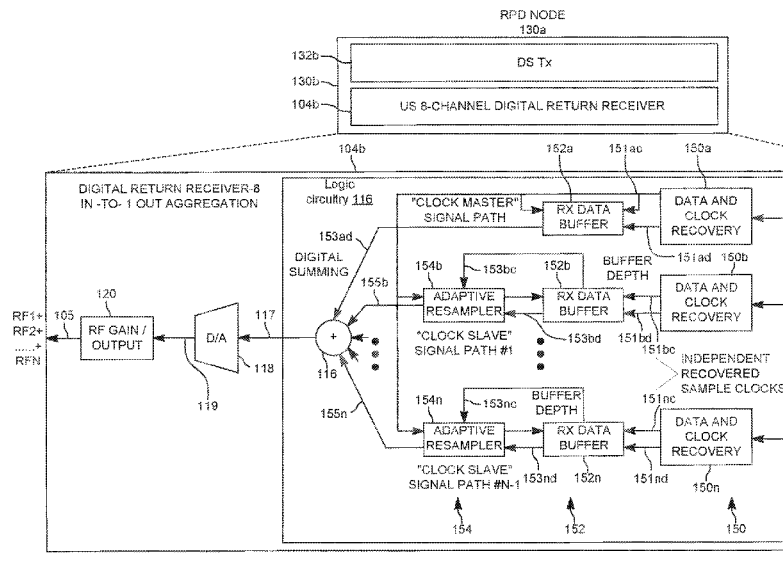 RPD NODE
130a
132b
DS Tx
130b
104b
US 8-CHANNEL DIGITAL RETURN RECEIVER
104b
152a
151ac
150a
DIGITAL RETURN RECEIVER-8
IN -TO- 1 OUT AGGREGATION
Logic
circuitry 116
"CLOCK MASTER"
SIGNAL PATH
RX DATA
BUFFER
DATA AND
CLOCK
RECOVERY
153ad
151ad
DIGITAL
SUMMING
155b
154b
153bc
152b
BUFFER
DEPTH
150b
ADAPTIVE
RESAMPLER
RX DATA
BUFFER
DATA AND
CLOCK
RECOVERY
RF1+
RF2+
......+
RFN
105
120
RF GAIN /
OUTPUT
119
D/A
118
117
+
116
"CLOCK SLAVE"
SIGNAL PATH #1
153bd
151bd
151bc
INDEPENDENT
RECOVERED
SAMPLE CLOCKS
155n
154n
153nc
BUFFER
DEPTH
151nc
ADAPTIVE
RESAMPLER
RX DATA
BUFFER
DATA AND
CLOCK
RECOVERY
"CLOCK SLAVE"
SIGNAL PATH #N-1
153nd
152n
151nd
150n
154
152
150